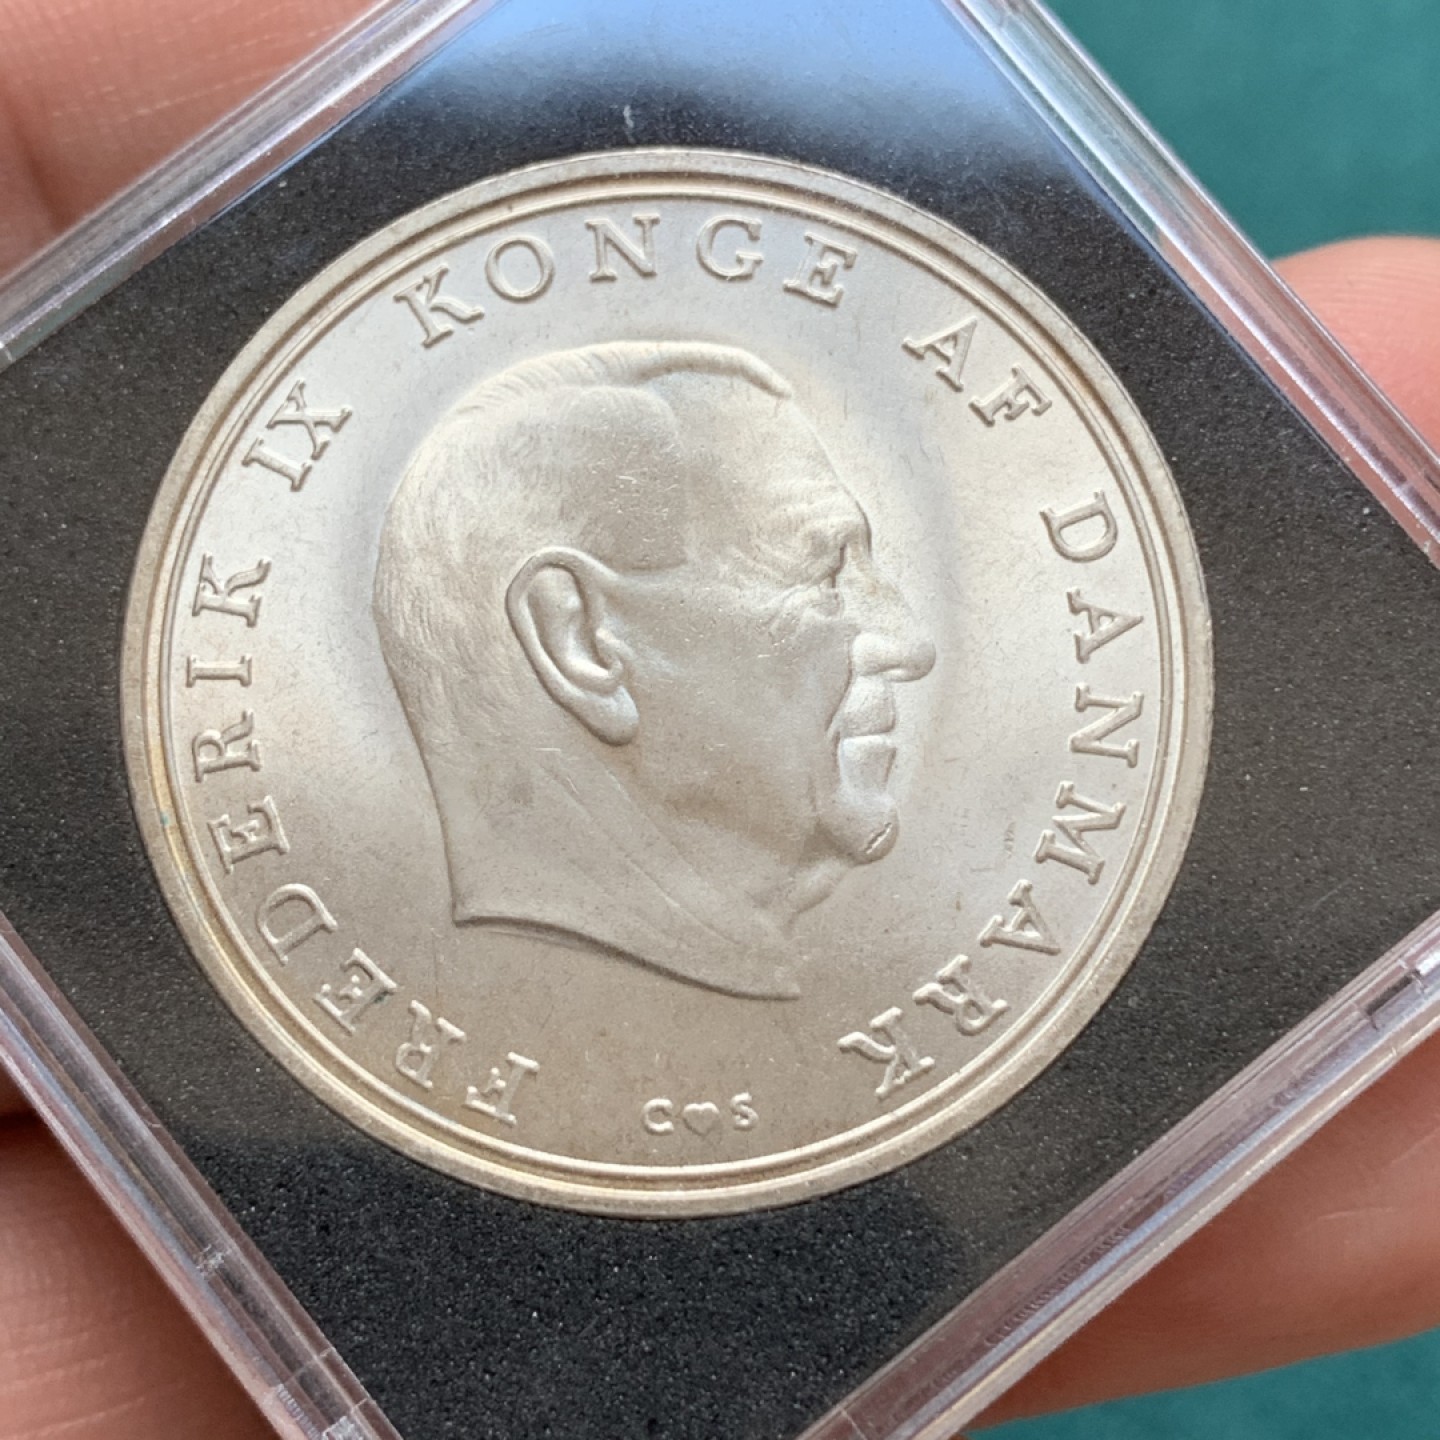 FREDERIK IX KONGE AF DANMARK
C♥S